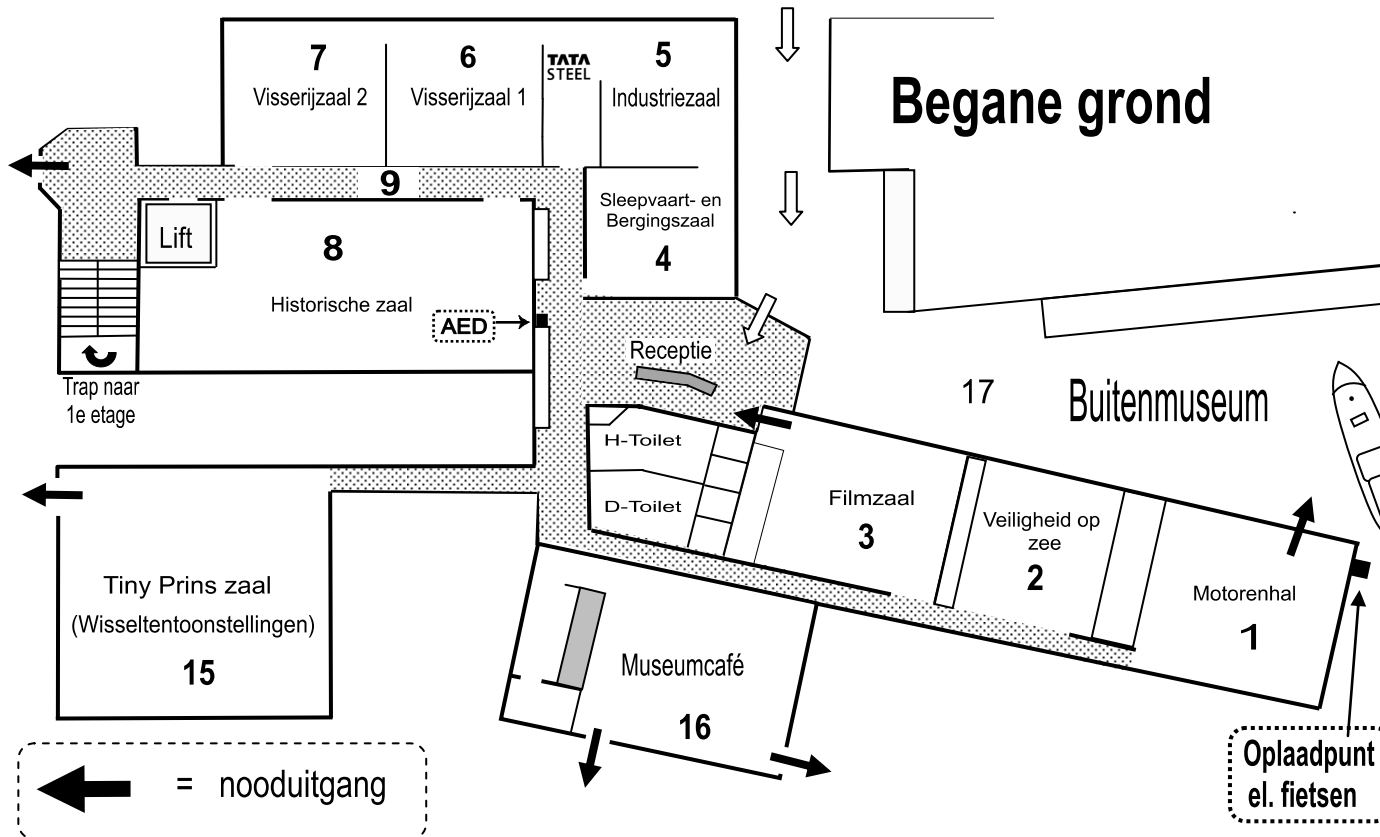 7
Visserijzaal 2
6
Visserijzaal 1
TATA
STEEL
5
Industriezaal
Begane grond
9
Sleepvaart- en
Bergingszaal
4
Lift
8
Historische zaal
AED
Receptie
Trap naar
1e etage
17
Buitenmuseum
H-Toilet
D-Toilet
Filmzaal
3
Veiligheid op
zee
2
Motorenhal
1
Tiny Prins zaal
(Wisseltentoonstellingen)
15
Museumcafé
16
Oplaadpunt
el. fietsen
= nooduitgang